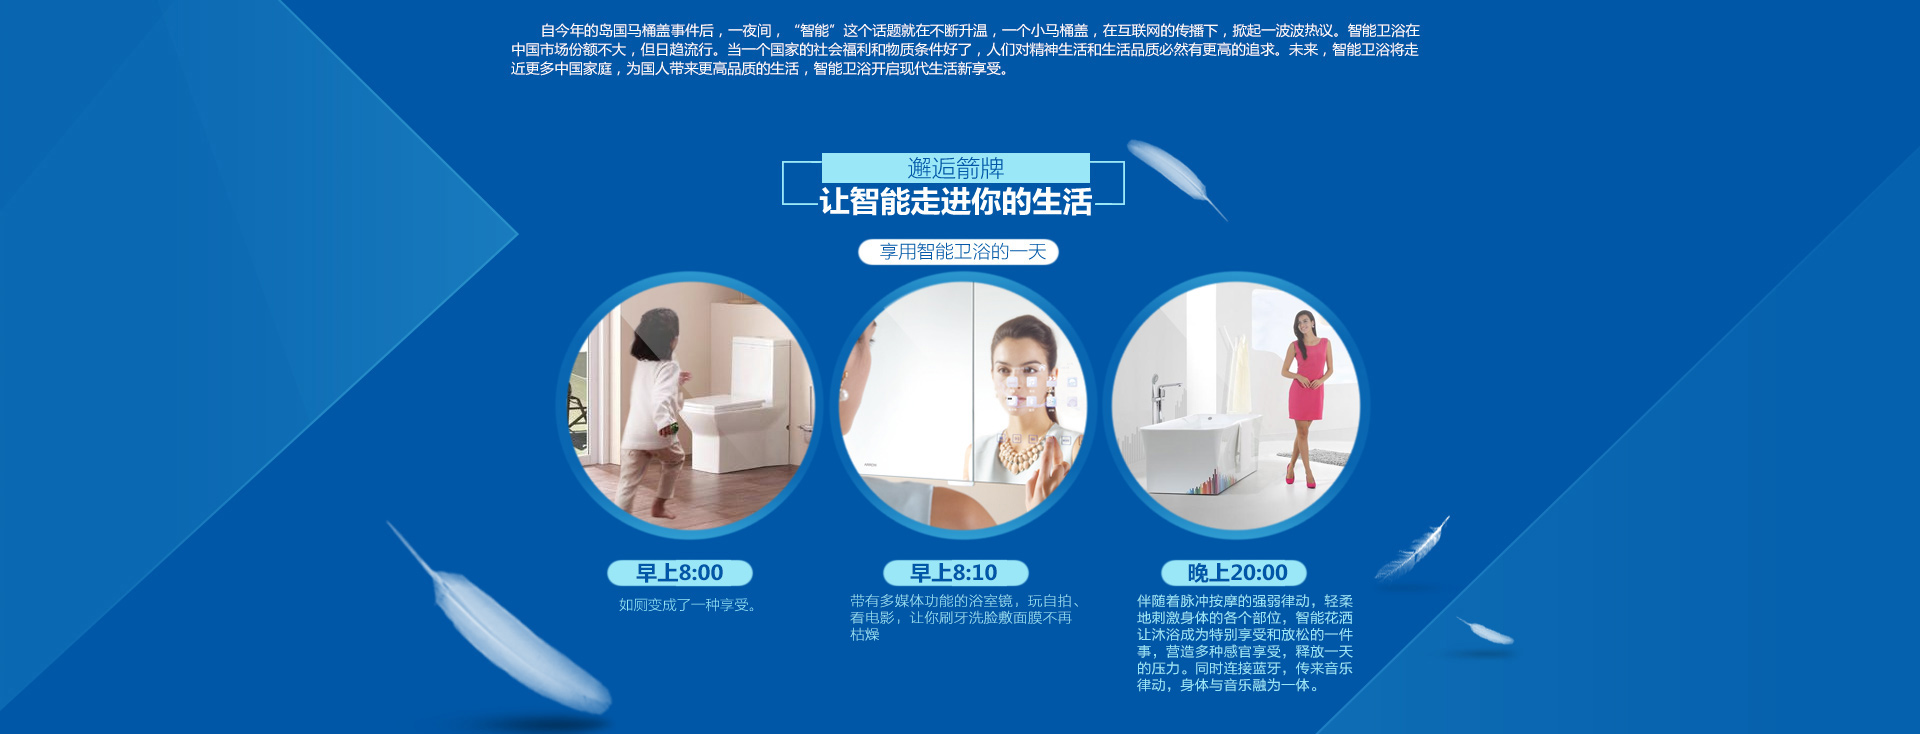 自今年的岛国马桶盖事件后，一夜间，“智能”这个话题就在不断升温，一个小马桶盖，在互联网的传播下，掀起一波波热议。智能卫浴在
中国市场份额不大，但日趋流行。当一个国家的社会福利和物质条件好了，人们对精神生活和生活品质必然有更高的追求。未来，智能卫浴将走
近更多中国家庭，为国人带来更高品质的生活，智能卫浴开启现代生活新享受。
邂逅箭牌
让智能走进你的生活
享用智能卫浴的一天
早上8:00
如厕变成了一种享受。
早上8:10
带有多媒体功能的浴室镜，玩自拍、
看电影，让你刷牙洗脸敷面膜不再
枯燥
晚上20:00
伴随着脉冲按摩的强弱律动，轻柔
地刺激身体的各个部位，智能花洒
让沐浴成为特别享受和放松的一件
事，营造多种感官享受，释放一天
的压力。同时连接蓝牙，传来音乐
律动，身体与音乐融为一体。